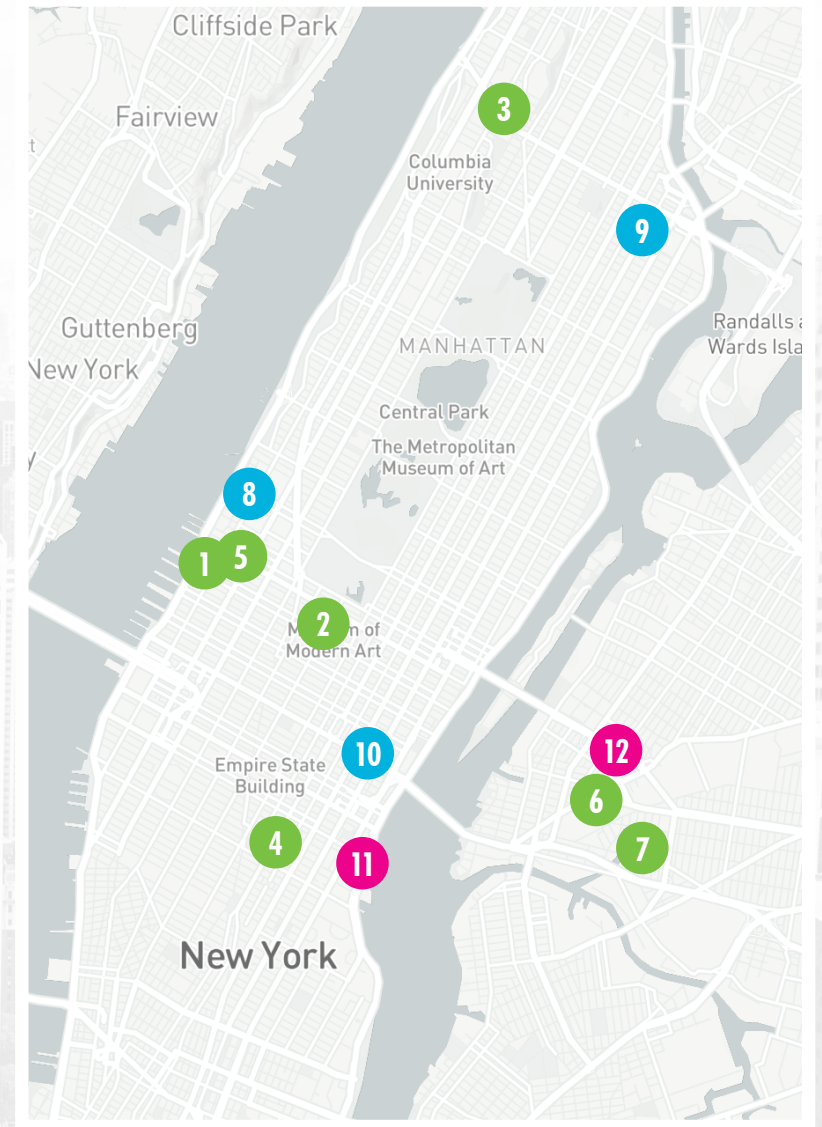 Cliffside Park
Fairview
t
3
Columbia
University
9
Guttenberg
New York
MANHATTAN
Randalls a
Wards Isla
Central Park
The Metropolitan
Museum of Art
y
8
1
5
2
M
m of
Modern Art
10
12
Empire State
Building
6
4
7
11
New York